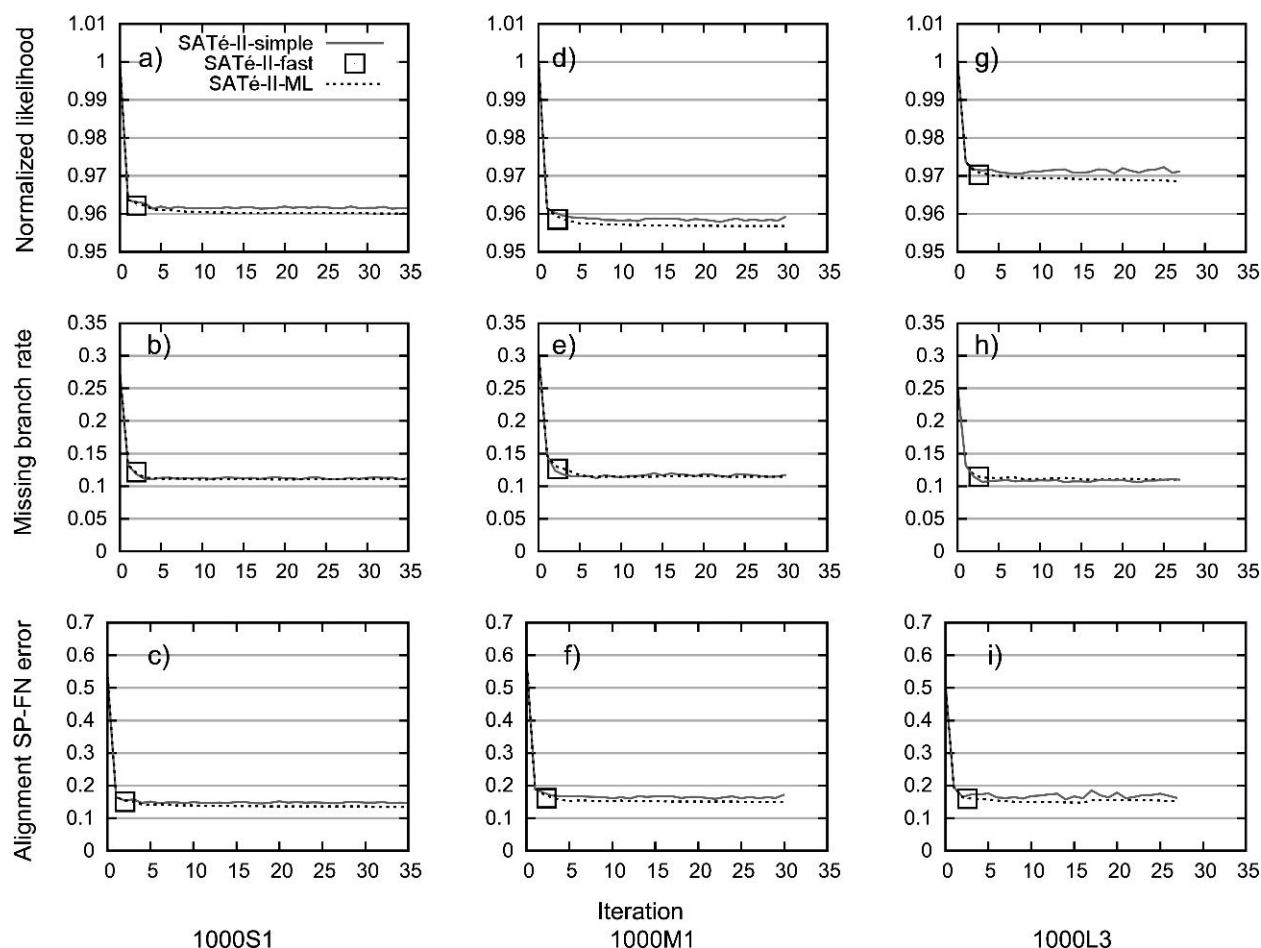 Normalized likelihood
1.01
1
0.99
0.98
0.97
0.96
0.95
a)
SATé-II-simple
SATé-II-fast
SATé-II-ML
0 5 10 15 20 25 30 35
1.01
1
0.99
0.98
0.97
0.96
0.95
d)
0 5 10 15 20 25 30 35
1.01
1
0.99
0.98
0.97
0.96
0.95
g)
0 5 10 15 20 25 30 35
Missing branch rate
0.35
0.3
0.25
0.2
0.15
0.1
0.05
0
b)
0 5 10 15 20 25 30 35
0.35
0.3
0.25
0.2
0.15
0.1
0.05
0
e)
0 5 10 15 20 25 30 35
0.35
0.3
0.25
0.2
0.15
0.1
0.05
0
h)
0 5 10 15 20 25 30 35
Alignment SP-FN error
0.7
0.6
0.5
0.4
0.3
0.2
0.1
0
c)
0 5 10 15 20 25 30 35
0.7
0.6
0.5
0.4
0.3
0.2
0.1
0
f)
0 5 10 15 20 25 30 35
0.7
0.6
0.5
0.4
0.3
0.2
0.1
0
i)
0 5 10 15 20 25 30 35
Iteration
1000S1 1000M1 1000L3